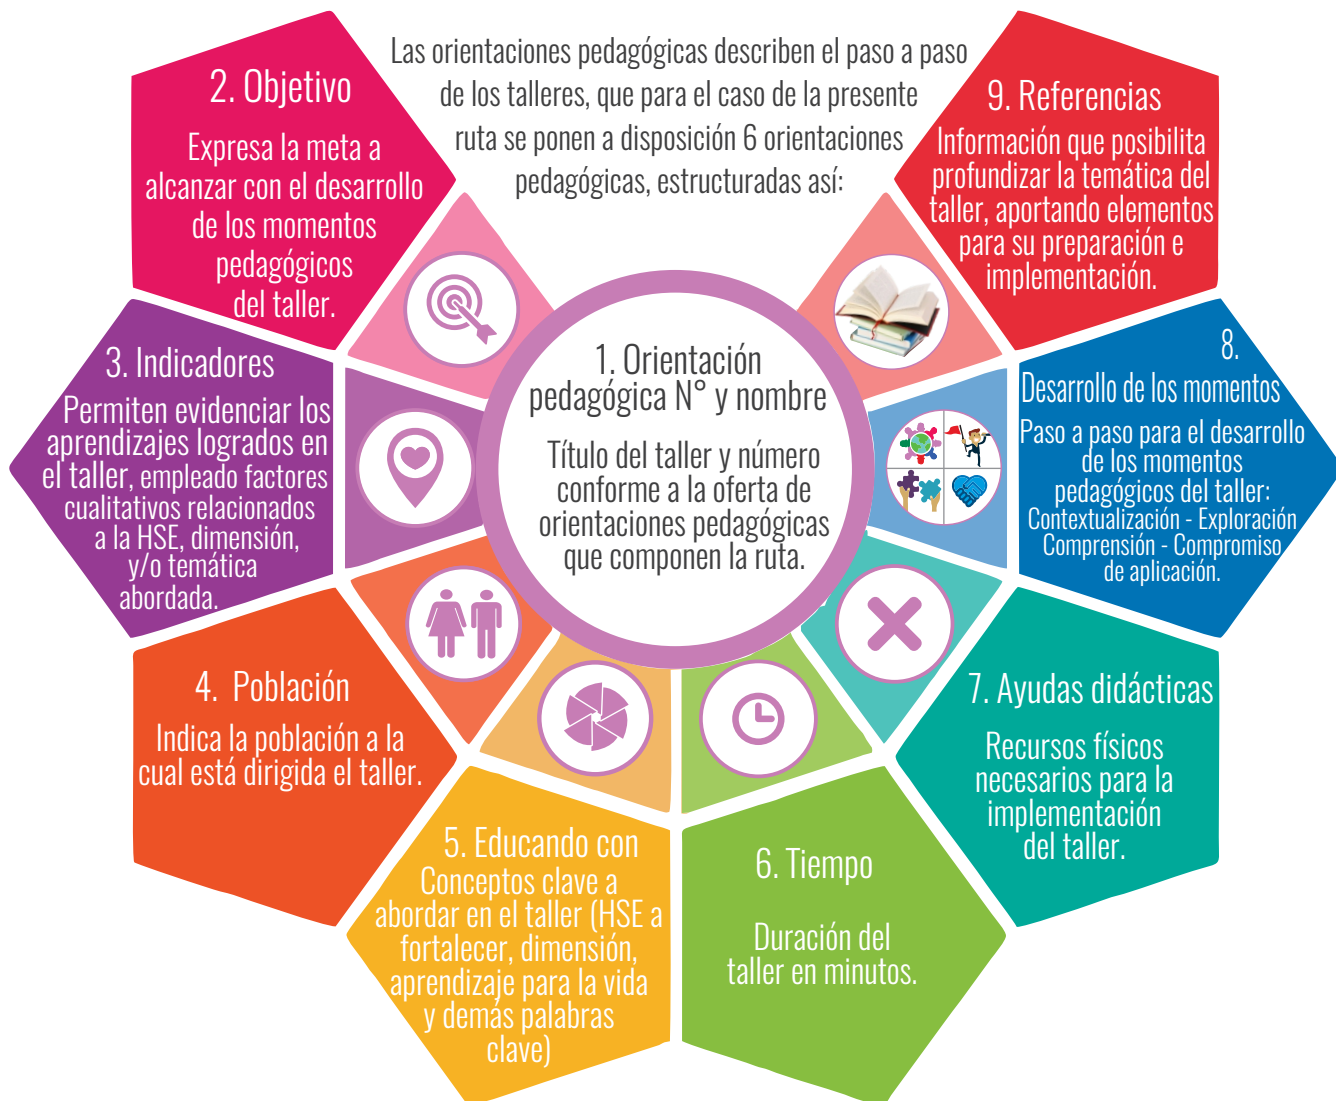 Las orientaciones pedagógicas describen el paso a paso
de los talleres, que para el caso de la presente
ruta se ponen a disposición 6 orientaciones
pedagógicas, estructuradas así:
1. Orientación
pedagógica N° y nombre
Título del taller y número
conforme a la oferta de
orientaciones pedagógicas
que componen la ruta.
2. Objetivo
Expresa la meta a
alcanzar con el desarrollo
de los momentos
pedagógicos
del taller.
3. Indicadores
Permiten evidenciar los
aprendizajes logrados en
el taller, empleado factores
cualitativos relacionados
a la HSE, dimensión,
y/o temática
abordada.
4. Población
Indica la población a la
cual está dirigida el taller.
5. Educando con
Conceptos clave a
abordar en el taller (HSE a
fortalecer, dimensión,
aprendizaje para la vida
y demás palabras
clave)
6. Tiempo
Duración del
taller en minutos.
7. Ayudas didácticas
Recursos físicos
necesarios para la
implementación
del taller.
8.
Desarrollo de los momentos
Paso a paso para el desarrollo
de los momentos
pedagógicos del taller:
Contextualización - Exploración
Comprensión - Compromiso
de aplicación.
9. Referencias
Información que posibilita
profundizar la temática del
taller, aportando elementos
para su preparación e
implementación.